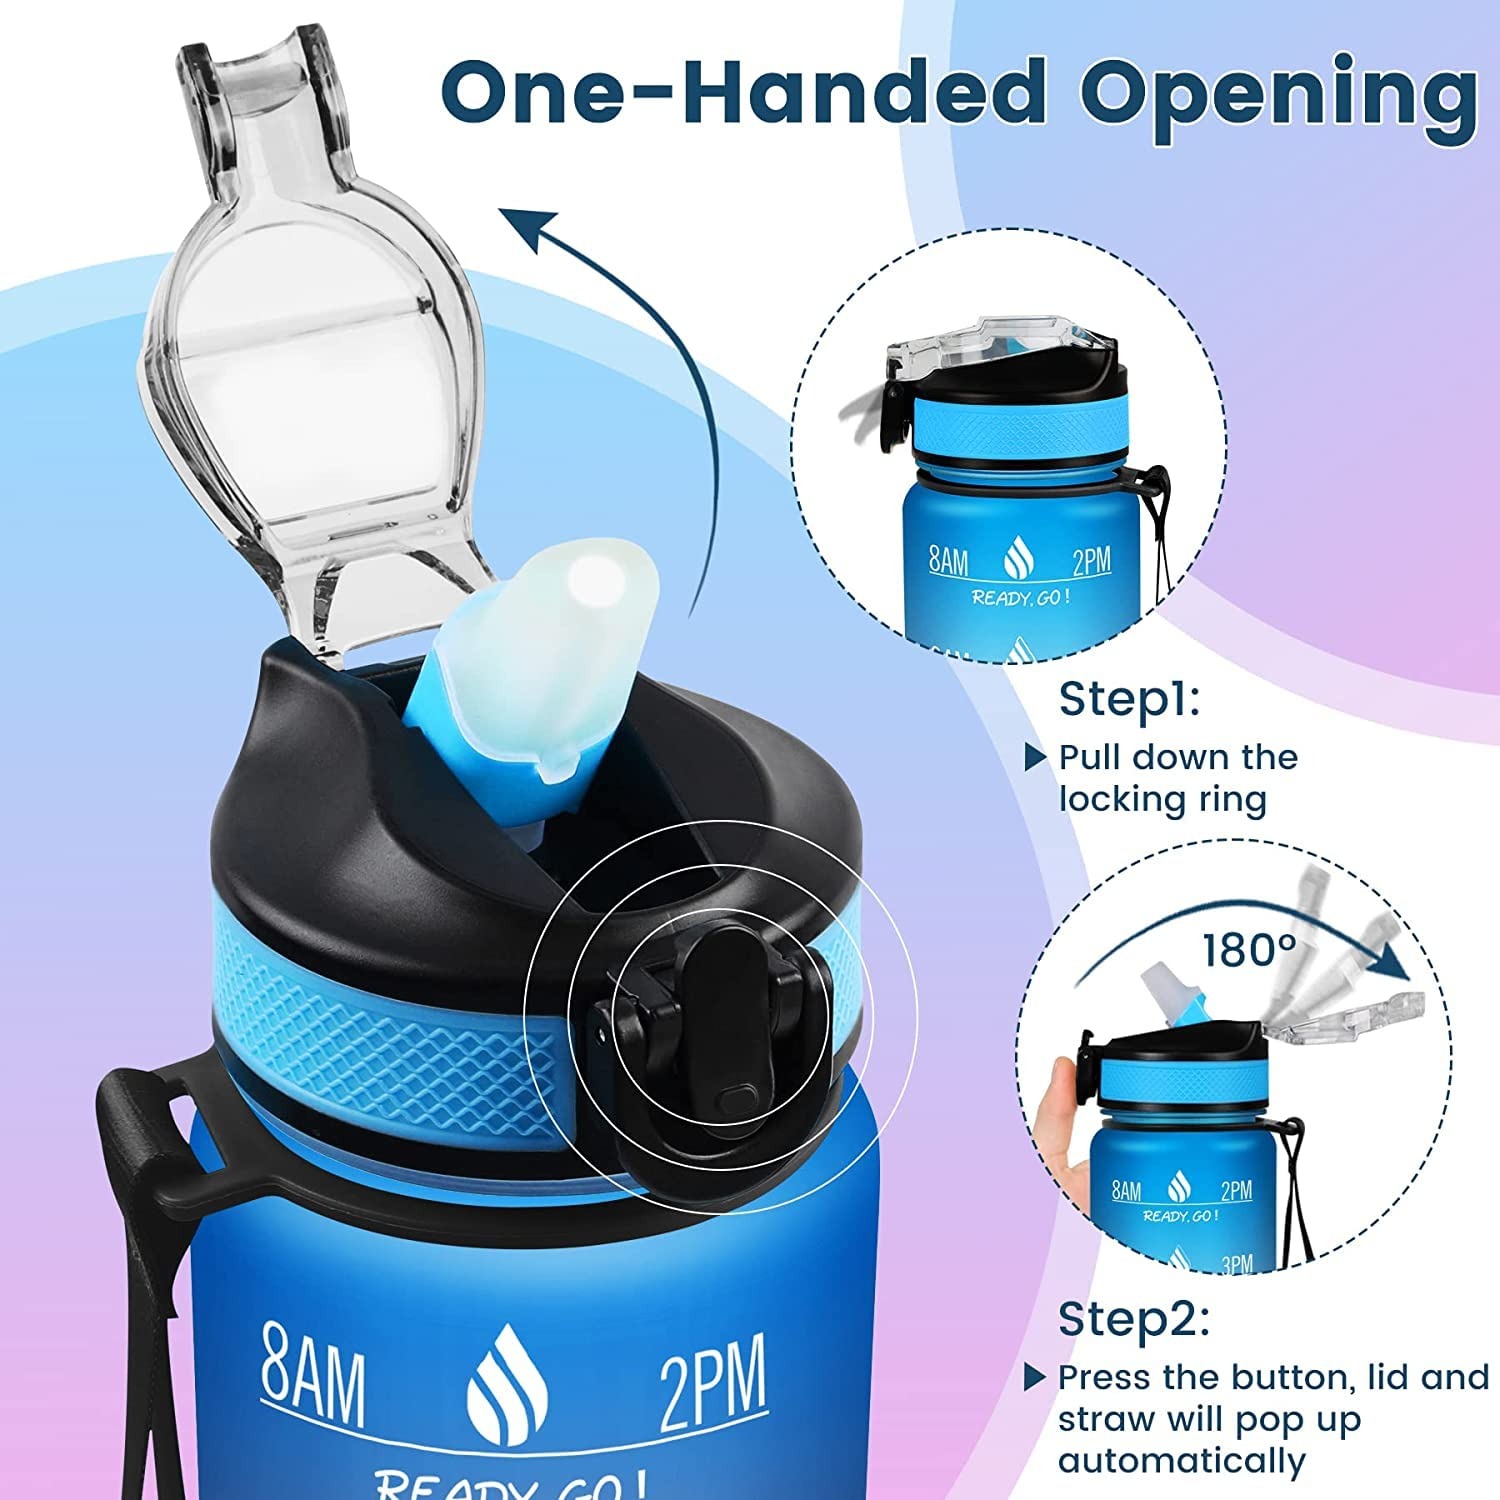 One-Handed Opening
8AM 2PM
READY, GO!
Step1:
Pull down the
locking ring
180°
8AM 2PM
READY, GO!
3PM
Step2:
Press the button, lid and
straw will pop up
automatically
8AM 2PM
READY, GO!